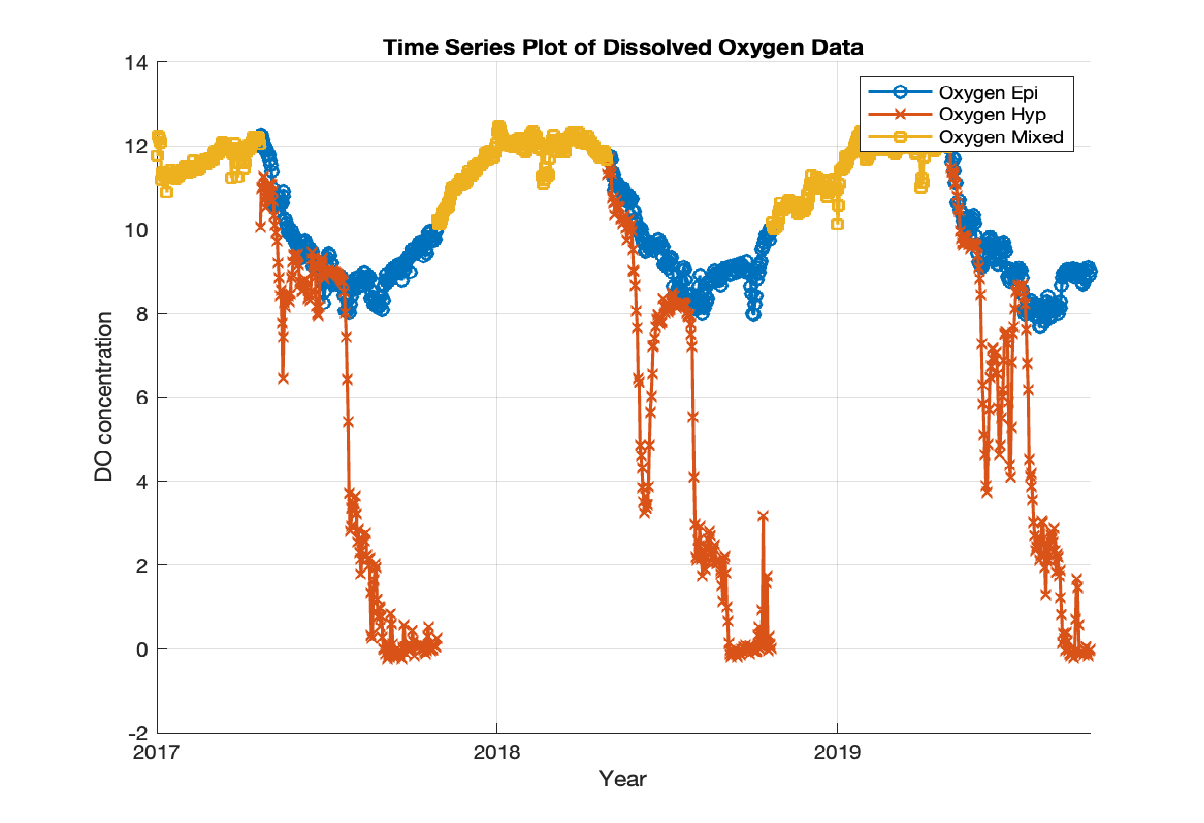 Time Series Plot of Dissolved Oxygen Data
14
12
10
8
6
4
2
0
-2
DO concentration
Oxygen Epi
Oxygen Hyp
Oxygen Mixed
2017
2018
2019
Year